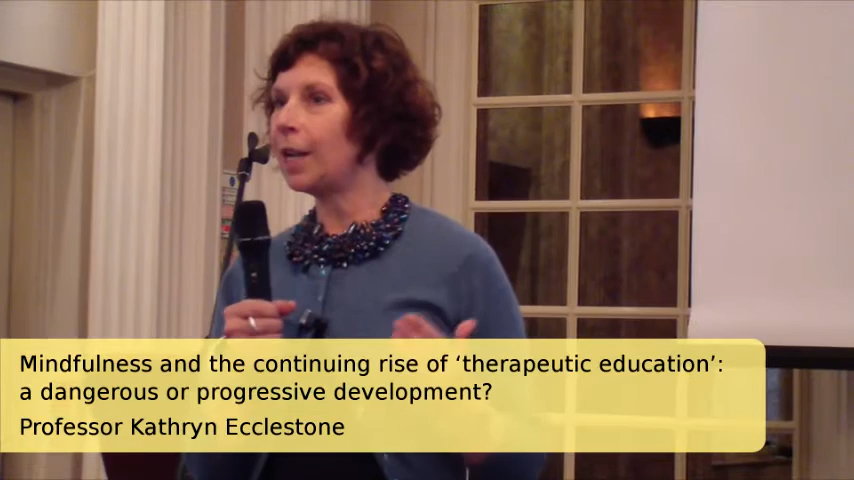 Mindfulness and the continuing rise of ‘therapeutic education’:
a dangerous or progressive development?
Professor Kathryn Ecclestone